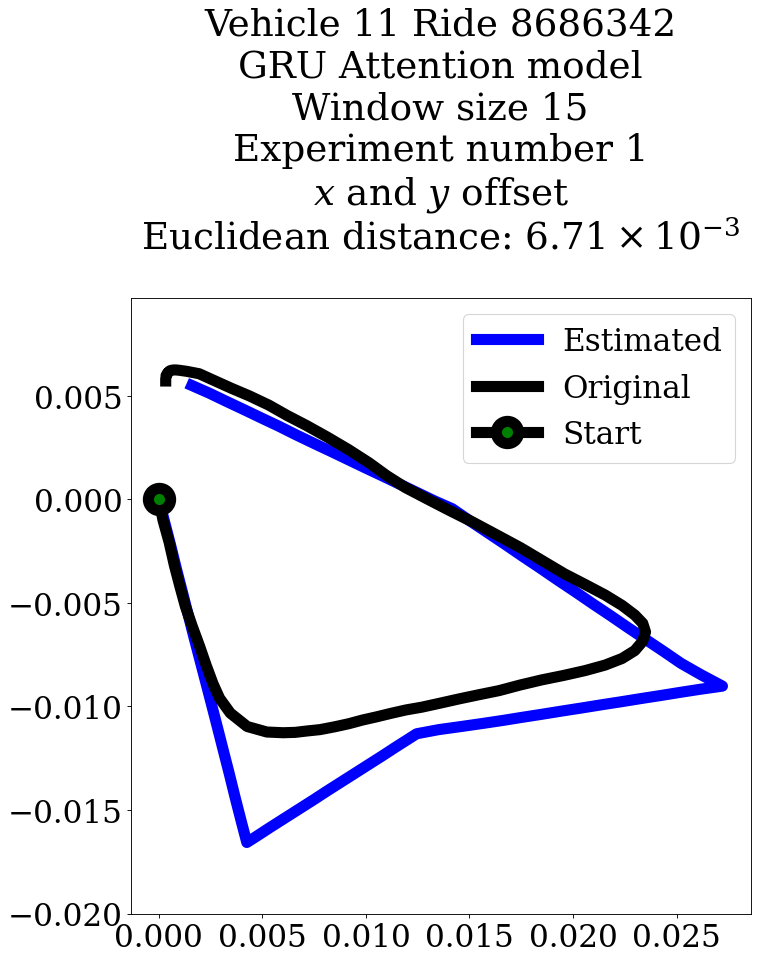 Vehicle 11 Ride 8686342
GRU Attention model
Window size 15
Experiment number 1
x and y offset
Euclidean distance: 6.71 × 10⁻³
Estimated
Original
Start
0.005
0.000
−0.005
−0.010
−0.015
−0.020
0.000 0.005 0.010 0.015 0.020 0.025